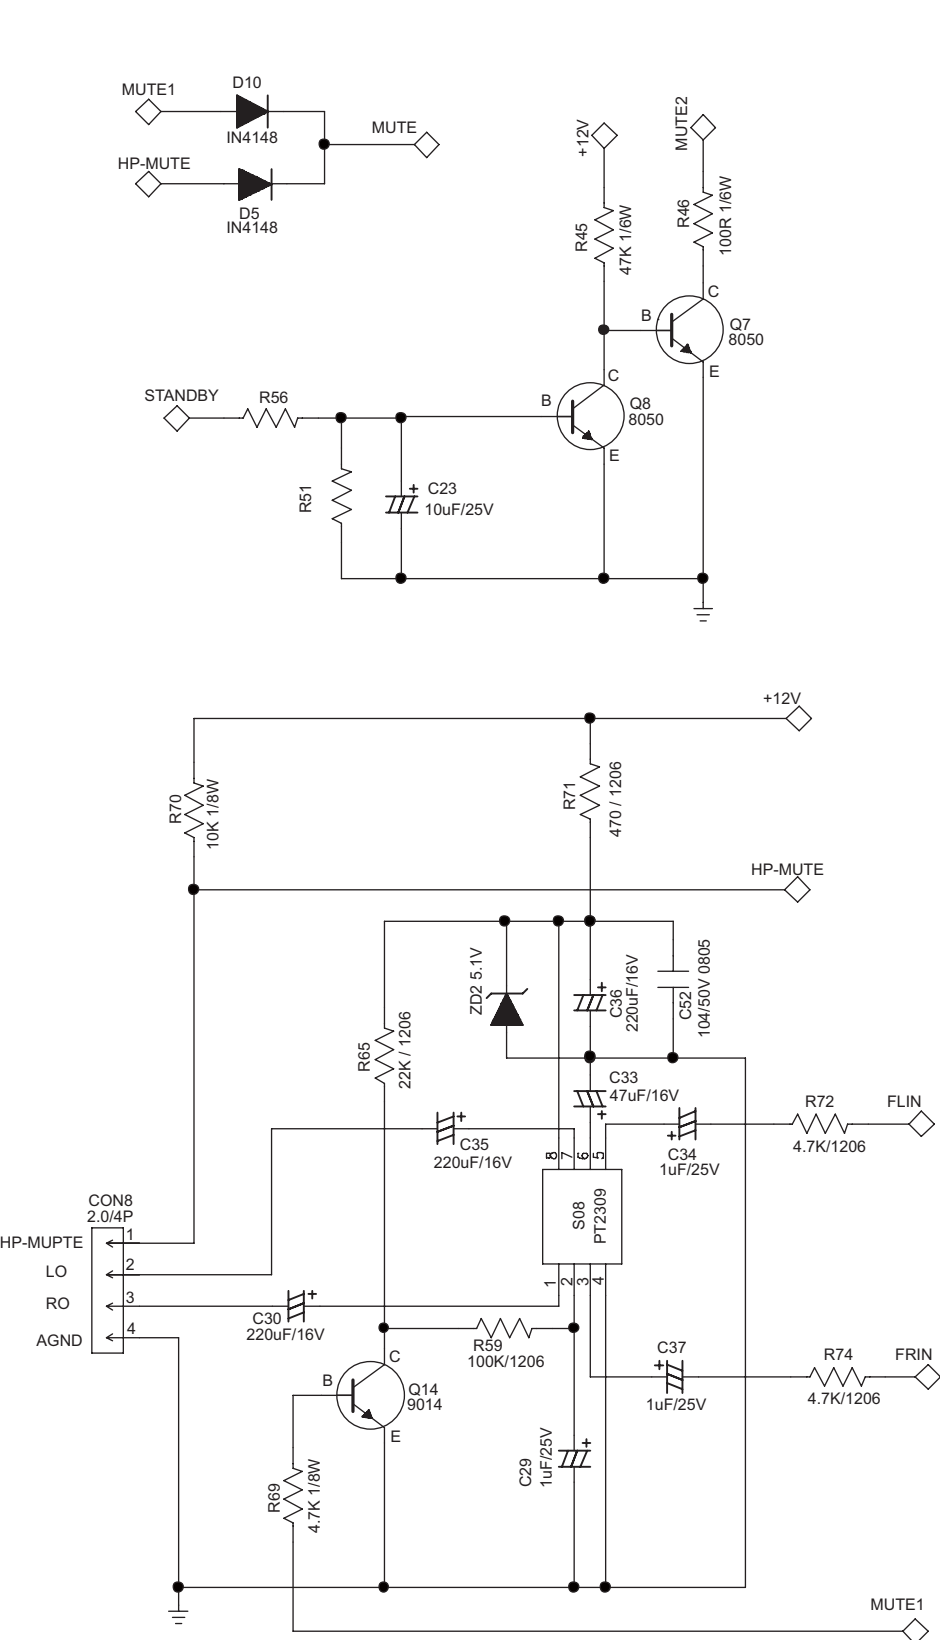 D10
MUTE1
IN4148
MUTE
HP-MUTE
D5
IN4148
+12V
MUTE2
R45
47K 1/6W
R46
100R 1/6W
C
B
Q7
8050
E
STANDBY
R56
C
B
Q8
8050
E
R51
+
C23
10uF/25V
+12V
R70
10K 1/8W
R71
470 / 1206
HP-MUTE
ZD2 5.1V
+
C36
220uF/16V
C52
104/50V 0805
R65
22K / 1206
C33
47uF/16V
+
R72
FLIN
4.7K/1206
+
C35
220uF/16V
+
C34
1uF/25V
8
7
6
5
S08
PT2309
CON8
2.0/4P
HP-MUPTE
1
LO
2
RO
3
AGND
4
+
C30
220uF/16V
1
2
3
4
R59
100K/1206
C
B
Q14
9014
E
C37
+
1uF/25V
R74
FRIN
4.7K/1206
R69
4.7K 1/8W
C29
1uF/25V
+
MUTE1